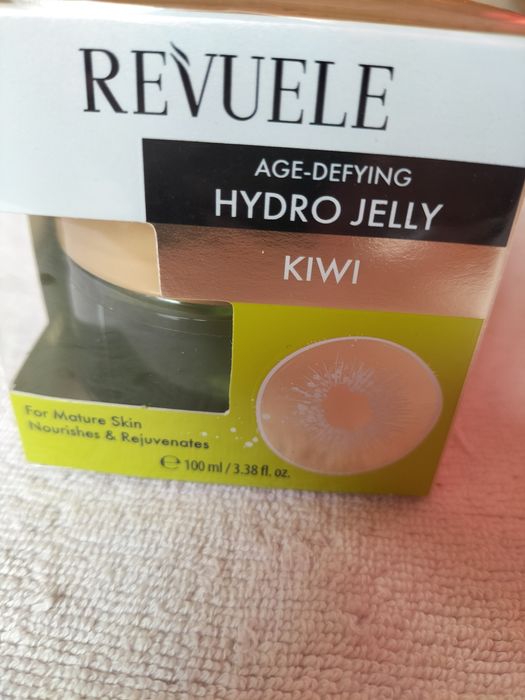 REVUELE
AGE-DEFYING
HYDRO JELLY
KIWI
For Mature Skin
Nourishes & Rejuvenates
℮ 100 ml / 3.38 fl. oz.